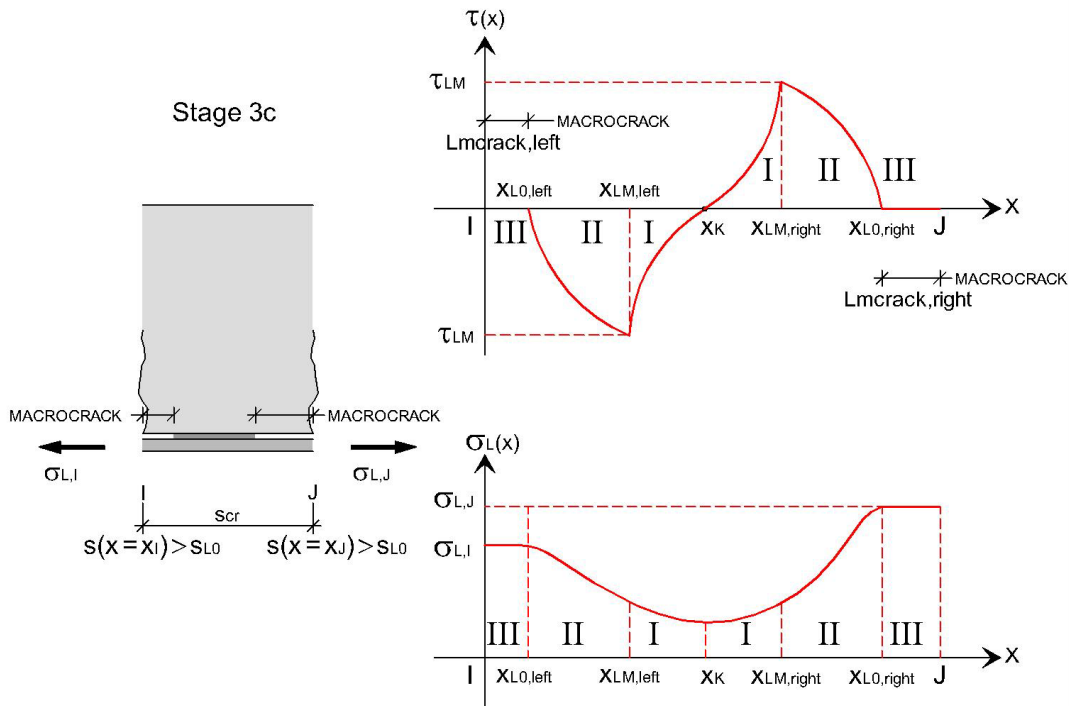 Stage 3c
MACROCRACK
MACROCRACK
σL,I
σL,J
I
J
scr
s(x=xI)>sL0
s(x=xJ)>sL0
τ(x)
τLM
MACROCRACK
Lmcrack,left
xL0,left
xLM,left
I
II
III
I
III
II
I
xK
xLM,right
xL0,right
J
x
MACROCRACK
Lmcrack,right
τLM
σL(x)
σL,J
σL,I
III
II
I
I
II
III
I
xL0,left
xLM,left
xK
xLM,right
xL0,right
J
x